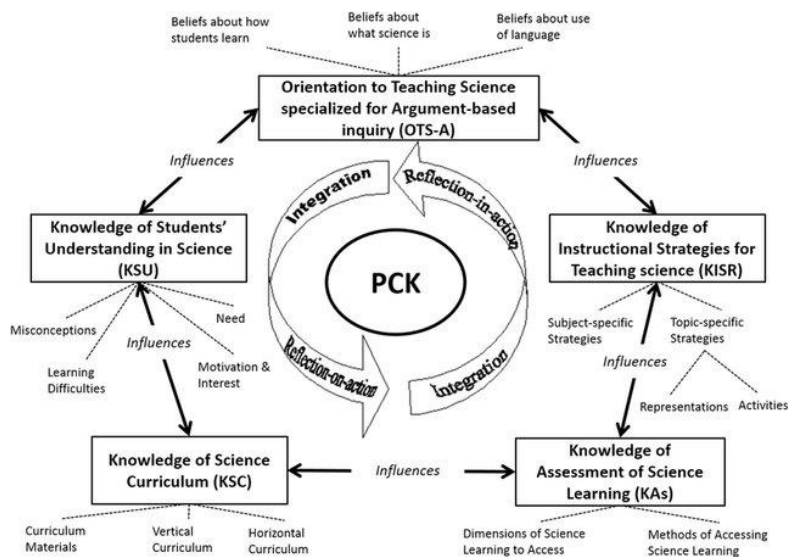 Beliefs about how
students learn
Beliefs about
what science is
Beliefs about use
of language
Orientation to Teaching Science
specialized for Argument-based
inquiry (OTS-A)
Influences
Influences
Integration
Reflection-in-action
Knowledge of Students'
Understanding in Science
(KSU)
Knowledge of
Instructional Strategies for
Teaching science (KISR)
PCK
Misconceptions
Need
Learning
Difficulties
Motivation &
Interest
Influences
Subject-specific
Strategies
Topic-specific
Strategies
Influences
Representations
Activities
Reflection-on-action
Integration
Knowledge of Science
Curriculum (KSC)
Influences
Knowledge of
Assessment of Science
Learning (KAs)
Curriculum
Materials
Vertical
Curriculum
Horizontal
Curriculum
Dimensions of Science
Learning to Access
Methods of Accessing
Science Learning